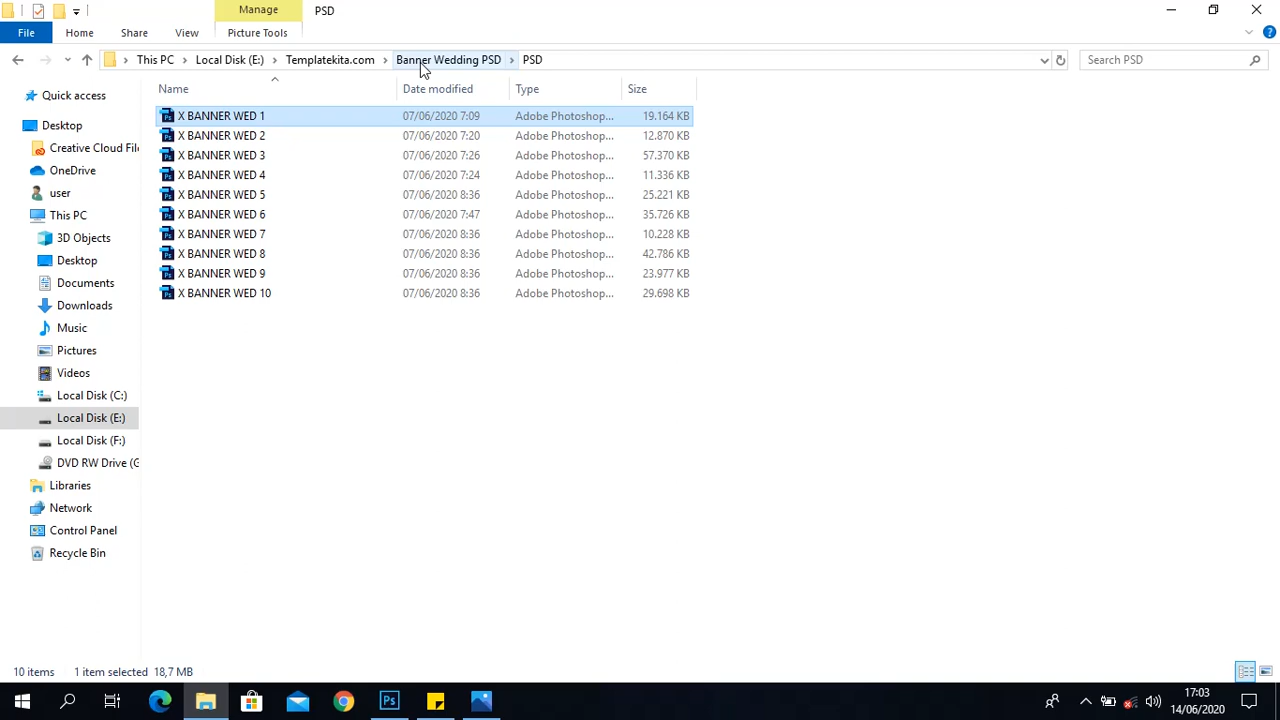 Manage
PSD
File
Home
Share
View
Picture Tools
This PC
Local Disk (E:)
Templatekita.com
Banner Wedding PSD
PSD
Search PSD
Name
Date modified
Type
Size
Quick access
Desktop
Creative Cloud Fil
OneDrive
user
This PC
3D Objects
Desktop
Documents
Downloads
Music
Pictures
Videos
Local Disk (C:)
Local Disk (E:)
Local Disk (F:)
DVD RW Drive (G
Libraries
Network
Control Panel
Recycle Bin
X BANNER WED 1 07/06/2020 7:09 Adobe Photoshop... 19.164 KB
X BANNER WED 2 07/06/2020 7:20 Adobe Photoshop... 12.870 KB
X BANNER WED 3 07/06/2020 7:26 Adobe Photoshop... 57.370 KB
X BANNER WED 4 07/06/2020 7:24 Adobe Photoshop... 11.336 KB
X BANNER WED 5 07/06/2020 8:36 Adobe Photoshop... 25.221 KB
X BANNER WED 6 07/06/2020 7:47 Adobe Photoshop... 35.726 KB
X BANNER WED 7 07/06/2020 8:36 Adobe Photoshop... 10.228 KB
X BANNER WED 8 07/06/2020 8:36 Adobe Photoshop... 42.786 KB
X BANNER WED 9 07/06/2020 8:36 Adobe Photoshop... 23.977 KB
X BANNER WED 10 07/06/2020 8:36 Adobe Photoshop... 29.698 KB
10 items 1 item selected 18,7 MB
Ps
17:03
14/06/2020